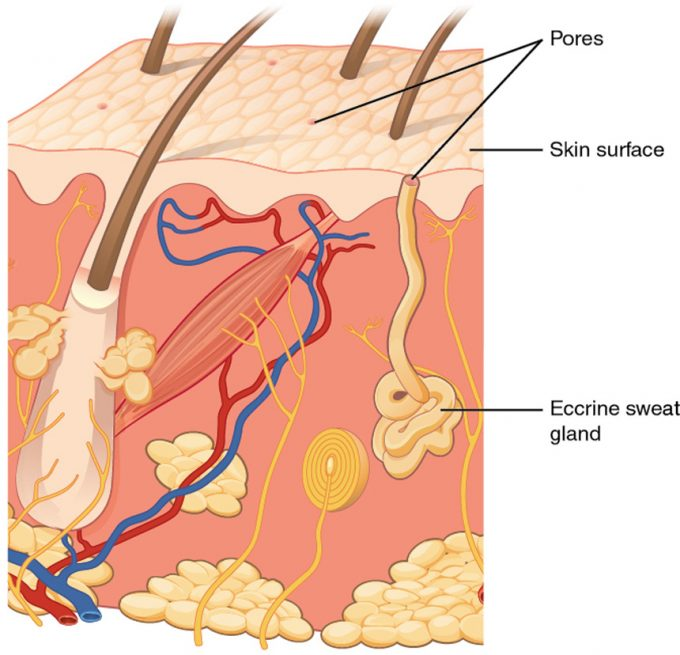 Pores
Skin surface
Eccrine sweat
gland